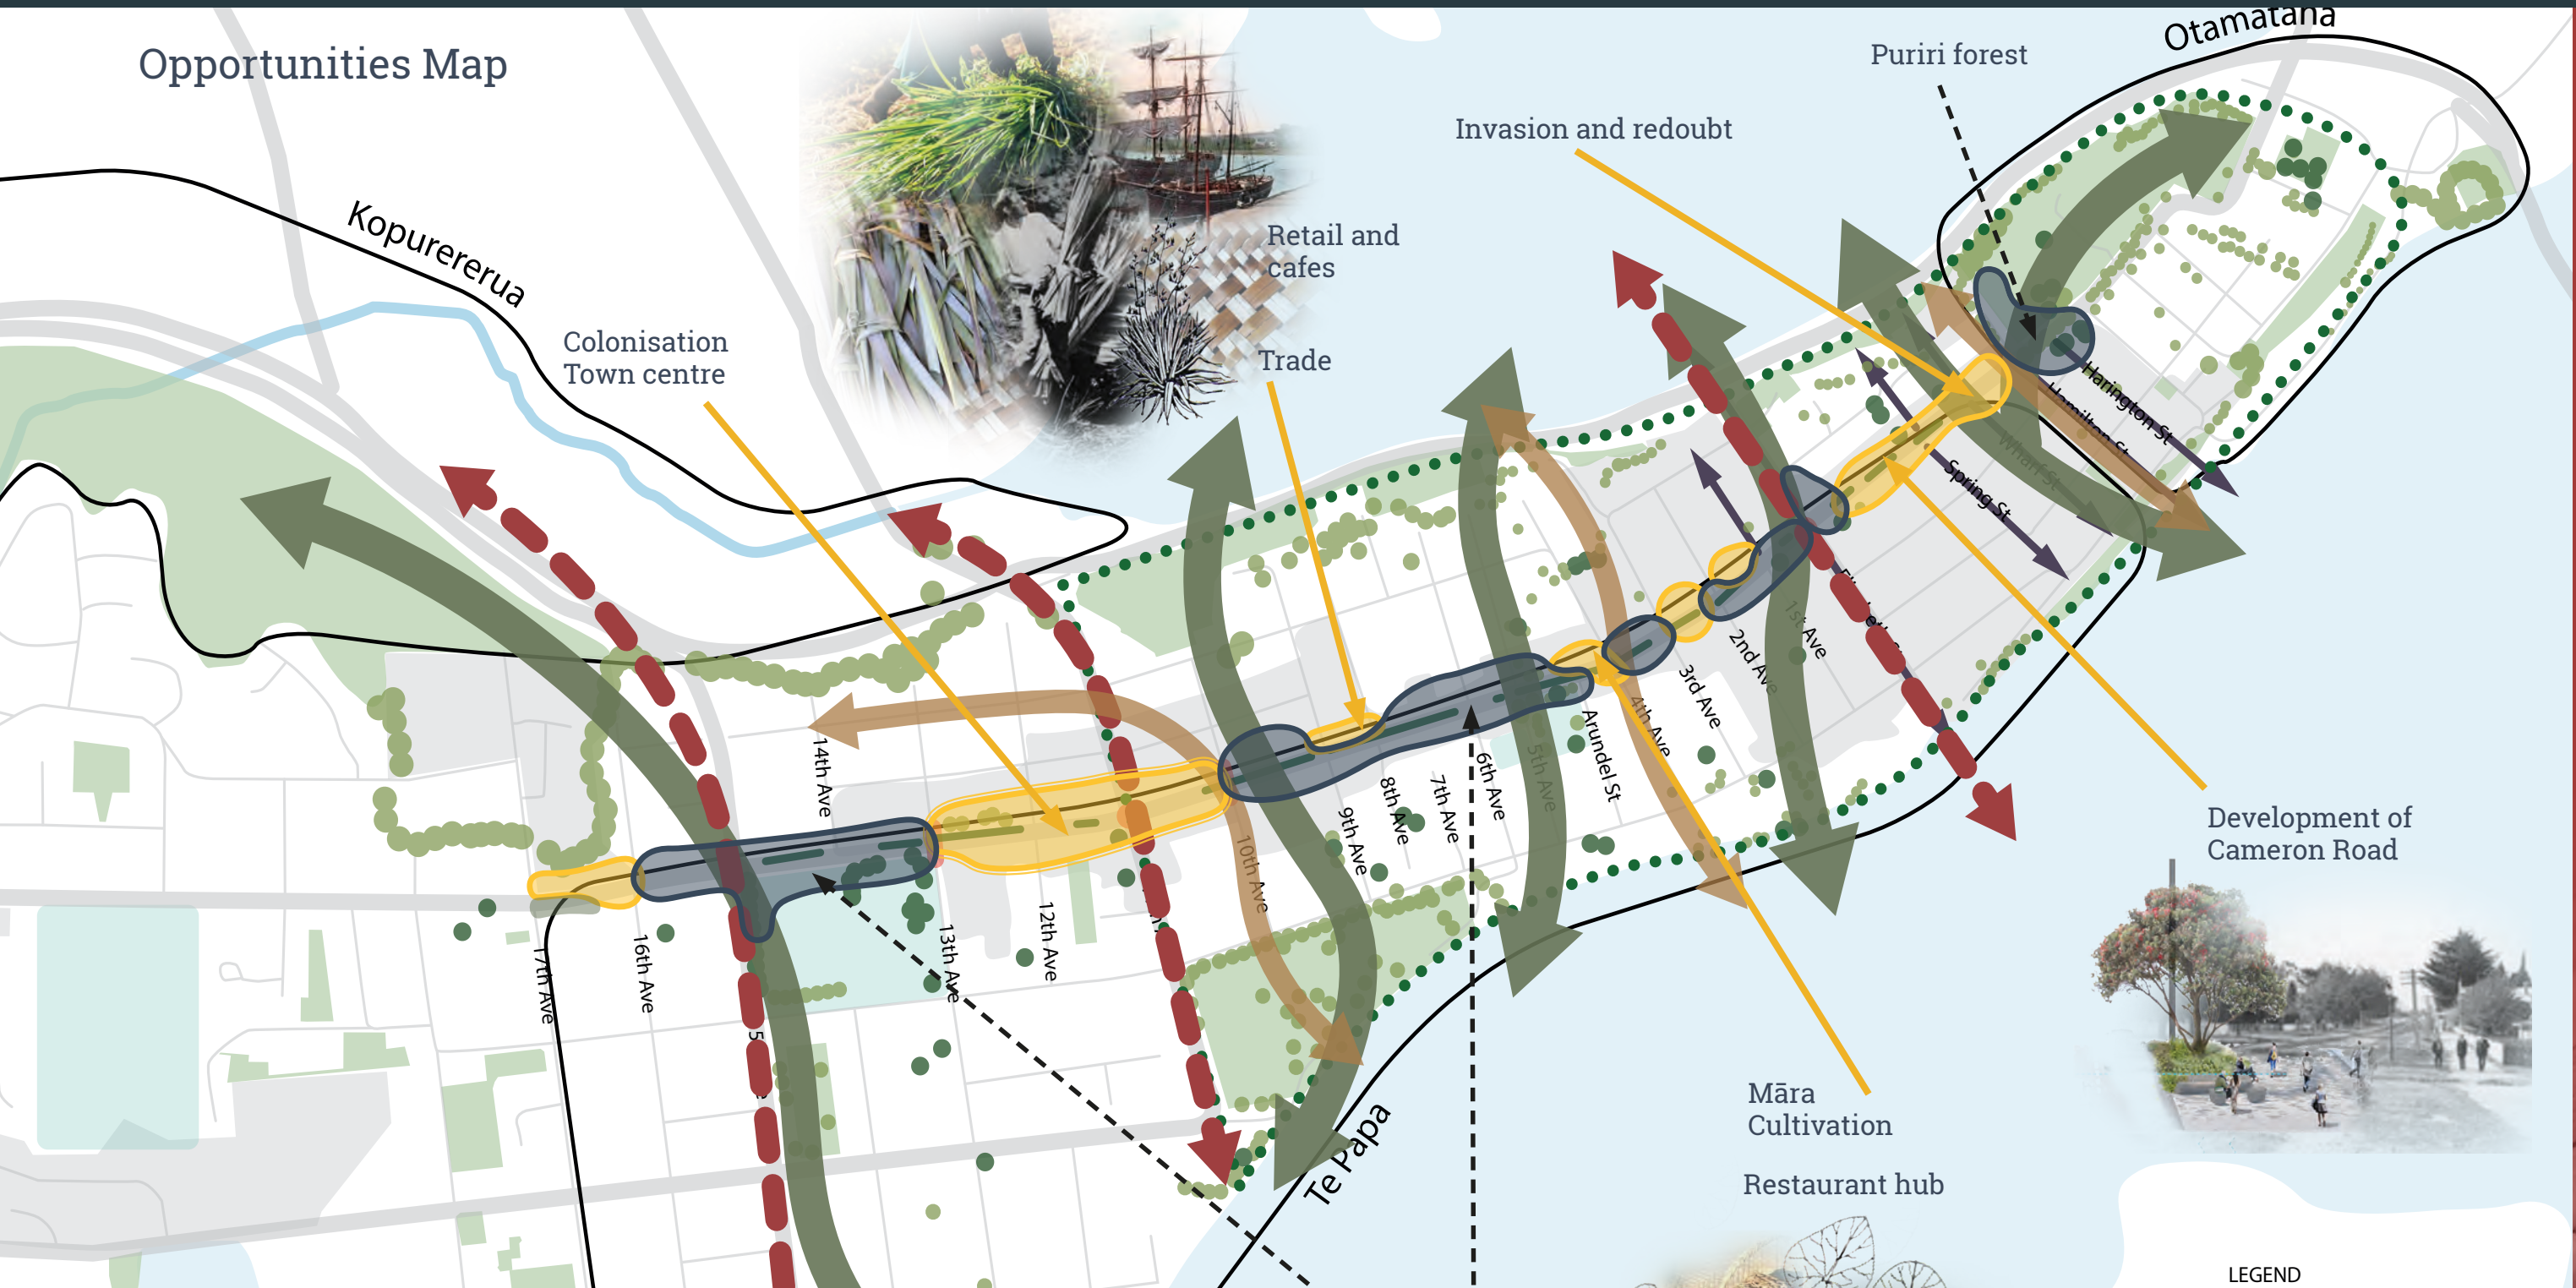 Opportunities Map
Otamataha
Puriri forest
Invasion and redoubt
Kopurererua
Retail and
cafes
Colonisation
Town centre
Trade
Harington St
Hamilton St
Wharf St
Spring St
1st Ave
2nd Ave
3rd Ave
4th Ave
Arundel St
5th Ave
6th Ave
7th Ave
8th Ave
9th Ave
10th Ave
12th Ave
13th Ave
14th Ave
16th Ave
17th Ave
Development of
Cameron Road
Māra
Cultivation
Te Papa
Restaurant hub
LEGEND